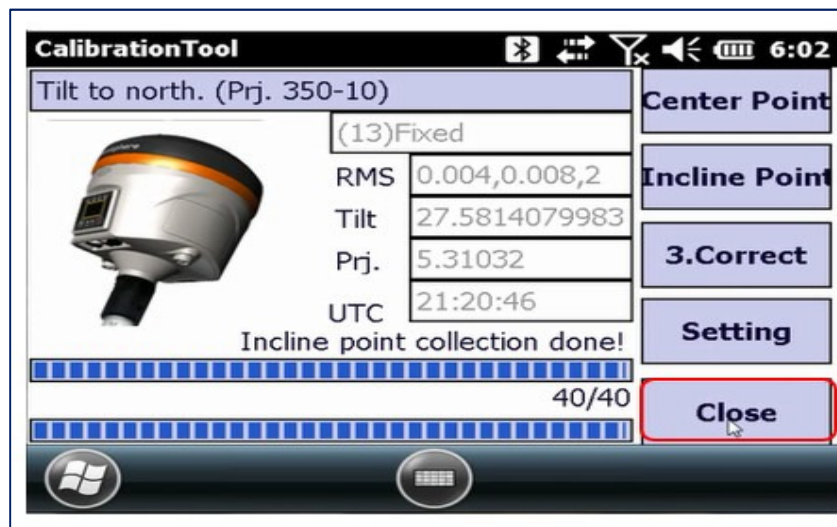 CalibrationTool 6:02
Tilt to north. (Prj. 350-10)
Center Point
(13)Fixed
RMS 0.004,0.008,2
Incline Point
Tilt 27.5814079983
Prj. 5.31032
3.Correct
UTC 21:20:46
Incline point collection done!
Setting
40/40
Close